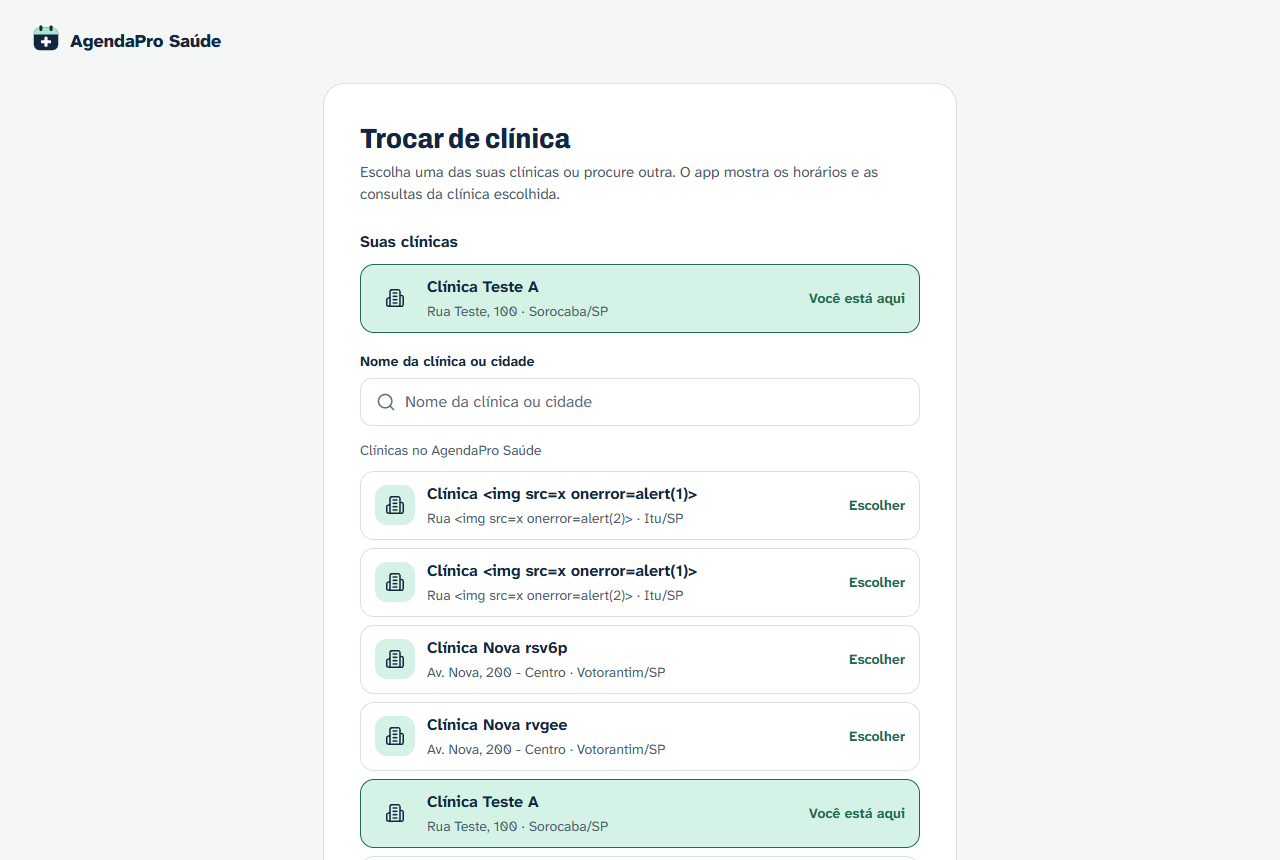 AgendaPro Saúde
Trocar de clínica
Escolha uma das suas clínicas ou procure outra. O app mostra os horários e as
consultas da clínica escolhida.
Suas clínicas
Clínica Teste A
Rua Teste, 100 · Sorocaba/SP
Você está aqui
Nome da clínica ou cidade
Nome da clínica ou cidade
Clínicas no AgendaPro Saúde
Clínica <img src=x onerror=alert(1)>
Rua <img src=x onerror=alert(2)> · Itu/SP
Escolher
Clínica <img src=x onerror=alert(1)>
Rua <img src=x onerror=alert(2)> · Itu/SP
Escolher
Clínica Nova rsv6p
Av. Nova, 200 - Centro · Votorantim/SP
Escolher
Clínica Nova rvgee
Av. Nova, 200 - Centro · Votorantim/SP
Escolher
Clínica Teste A
Rua Teste, 100 · Sorocaba/SP
Você está aqui